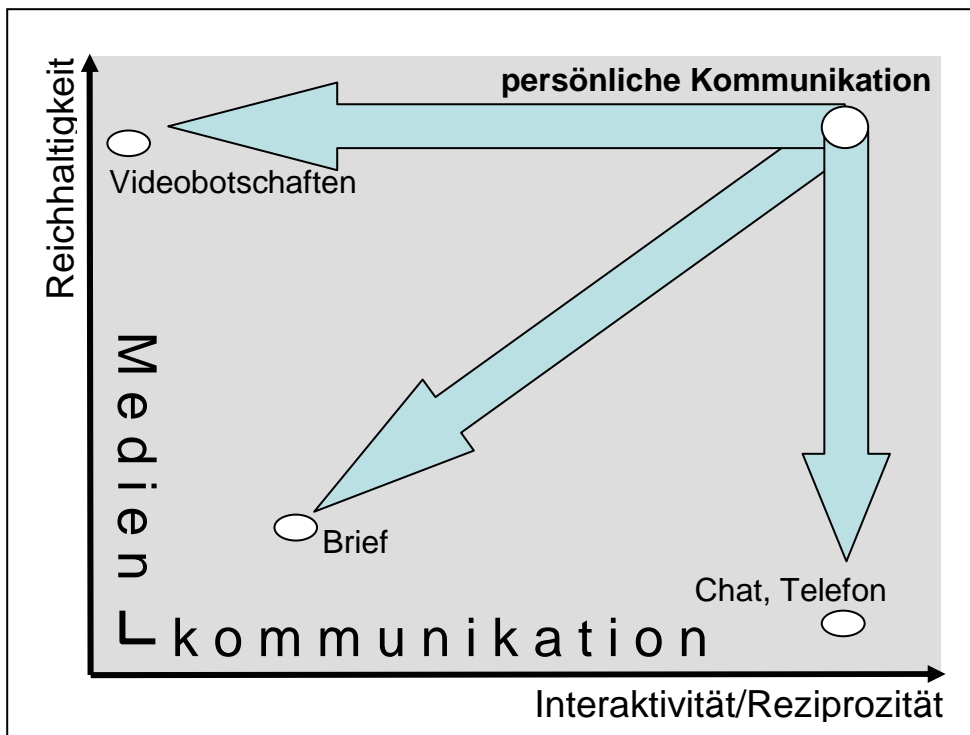 Reichhaltigkeit
persönliche Kommunikation
Videobotschaften
Medien
Brief
Chat, Telefon
kommunikation
Interaktivität/Reziprozität